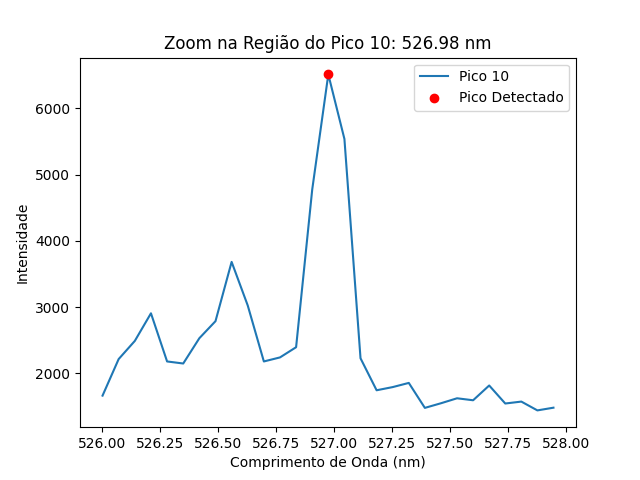 Zoom na Região do Pico 10: 526.98 nm
Pico 10
Pico Detectado
Intensidade
6000
5000
4000
3000
2000
526.00 526.25 526.50 526.75 527.00 527.25 527.50 527.75 528.00
Comprimento de Onda (nm)